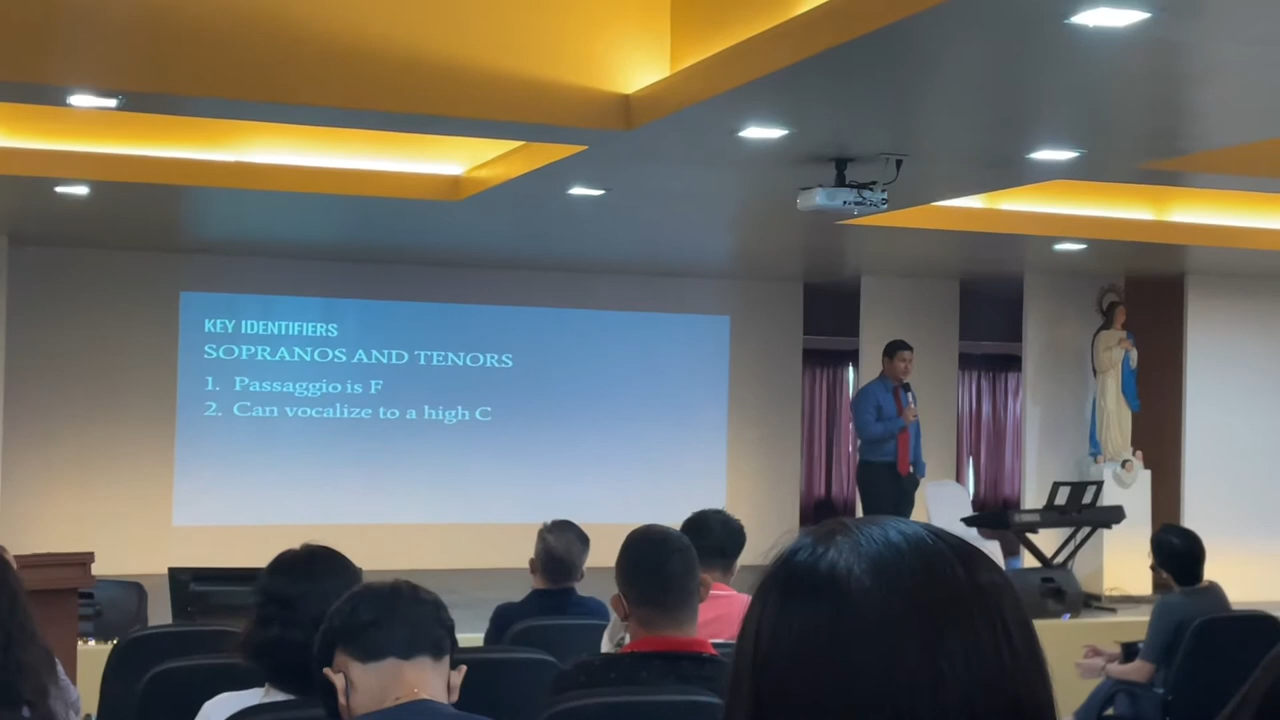 KEY IDENTIFIERS
SOPRANOS AND TENORS
1. Passaggio is F
2. Can vocalize to a high C